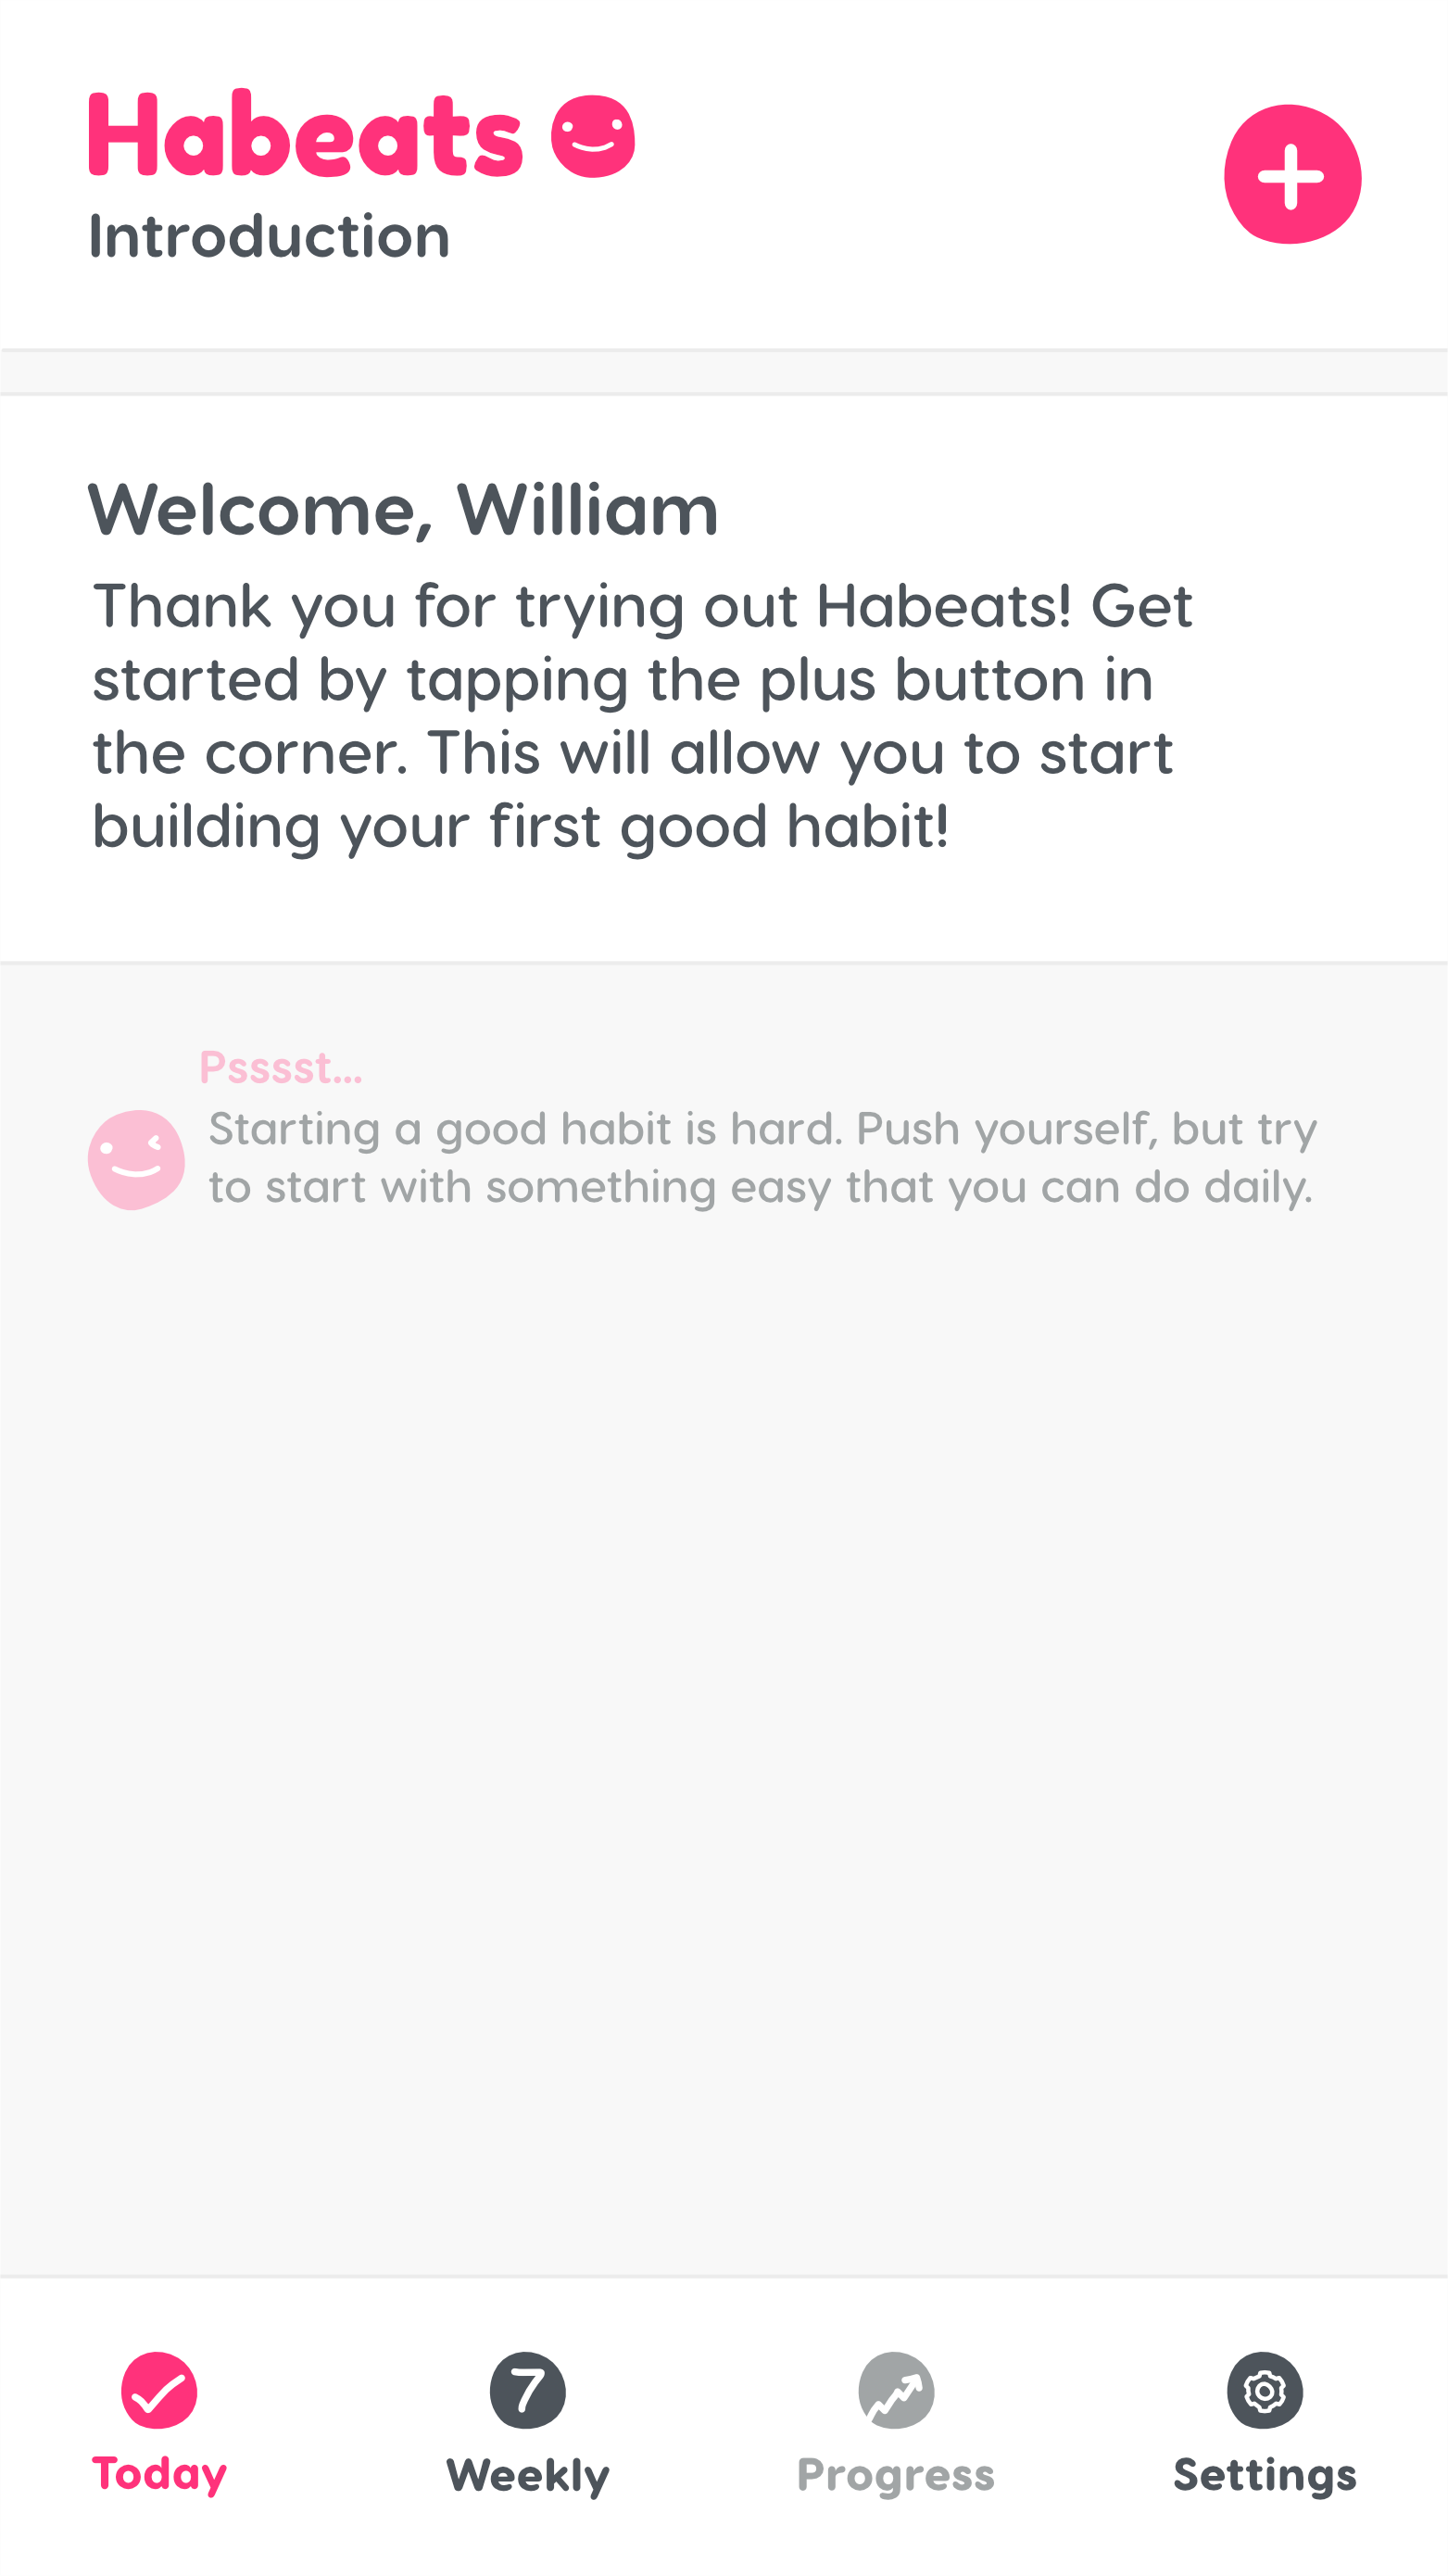 Habeats
Introduction
Welcome, William
Thank you for trying out Habeats! Get
started by tapping the plus button in
the corner. This will allow you to start
building your first good habit!
Psssst...
Starting a good habit is hard. Push yourself, but try
to start with something easy that you can do daily.
7
Today
Weekly
Progress
Settings